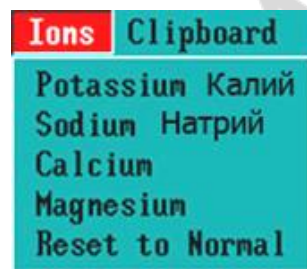 Ions Clipboard
Potassium Калий
Sodium Натрий
Calcium
Magnesium
Reset to Normal